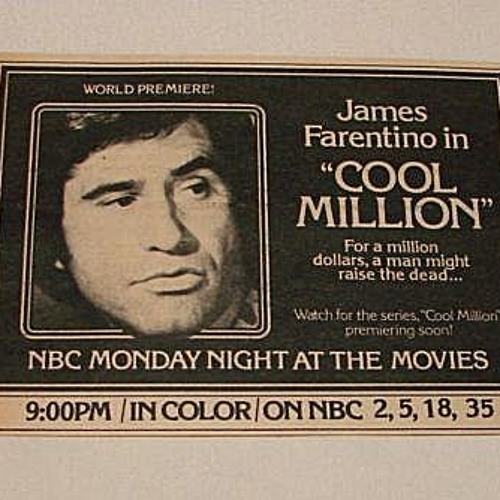 WORLD PREMIERE!
James
Farentino in
"COOL
MILLION"
For a million
dollars, a man might
raise the dead...
Watch for the series, "Cool Million"
premiering soon!
NBC MONDAY NIGHT AT THE MOVIES
9:00PM / IN COLOR / ON NBC 2, 5, 18, 35